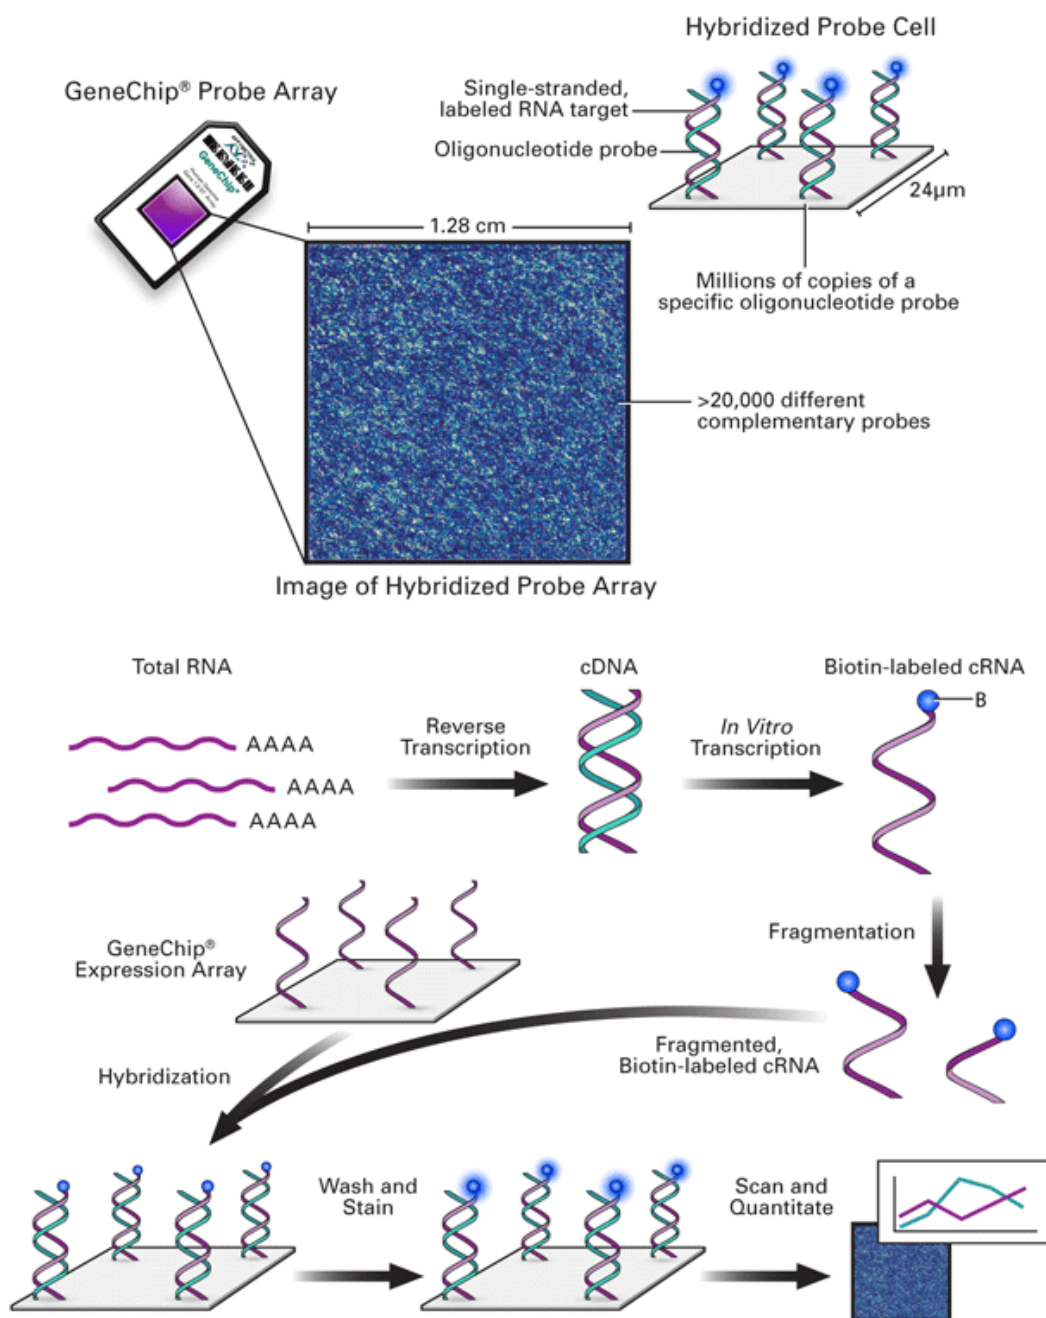 Hybridized Probe Cell
GeneChip® Probe Array
Single-stranded,
labeled RNA target
Oligonucleotide probe
GeneChip®
24µm
1.28 cm
Millions of copies of a
specific oligonucleotide probe
>20,000 different
complementary probes
Image of Hybridized Probe Array
Total RNA
cDNA
Biotin-labeled cRNA
B
Reverse
Transcription
In Vitro
Transcription
AAAA
AAAA
AAAA
Fragmentation
GeneChip®
Expression Array
Fragmented,
Biotin-labeled cRNA
Hybridization
Wash and
Stain
Scan and
Quantitate